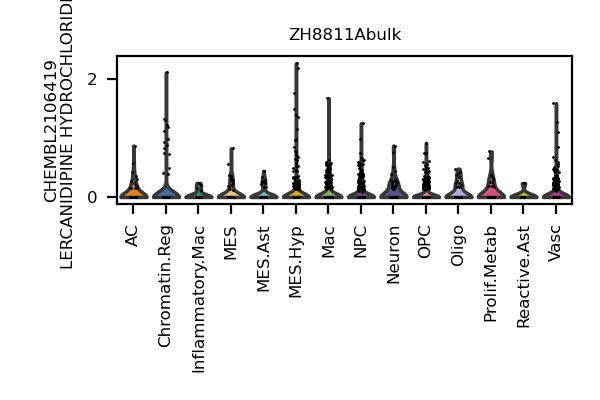 ZH8811Abulk
CHEMBL2106419
LERCANIDIPINE HYDROCHLORID
2
0
AC
Chromatin.Reg
Inflammatory.Mac
MES
MES.Ast
MES.Hyp
Mac
NPC
Neuron
OPC
Oligo
Prolif.Metab
Reactive.Ast
Vasc